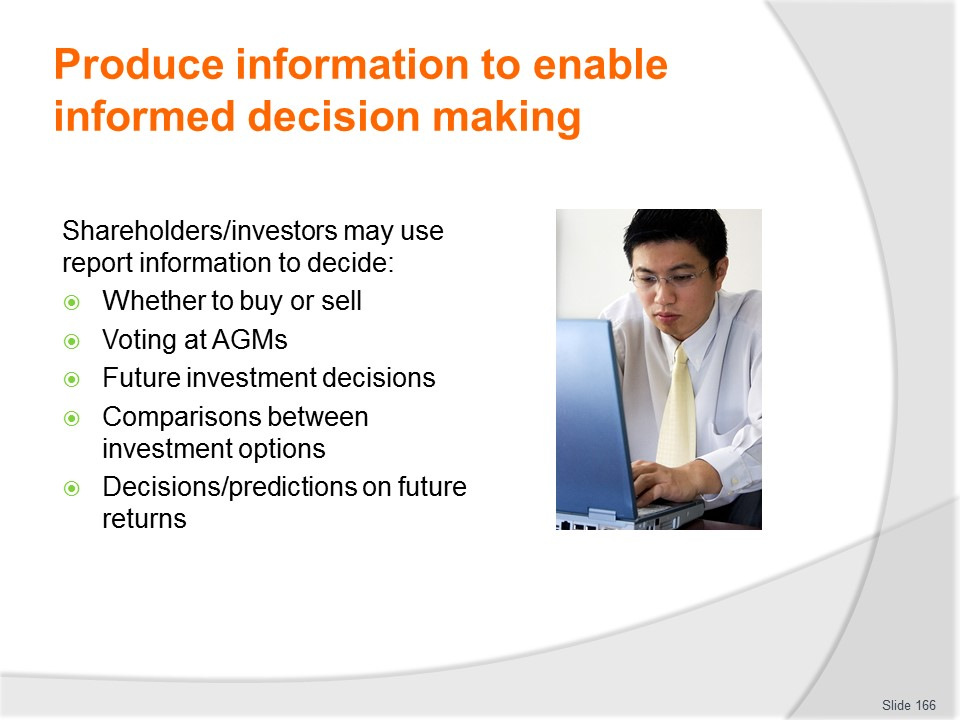 Produce information to enable
informed decision making
Shareholders/investors may use
report information to decide:
Whether to buy or sell
Voting at AGMs
Future investment decisions
Comparisons between
investment options
Decisions/predictions on future
returns
Slide 166